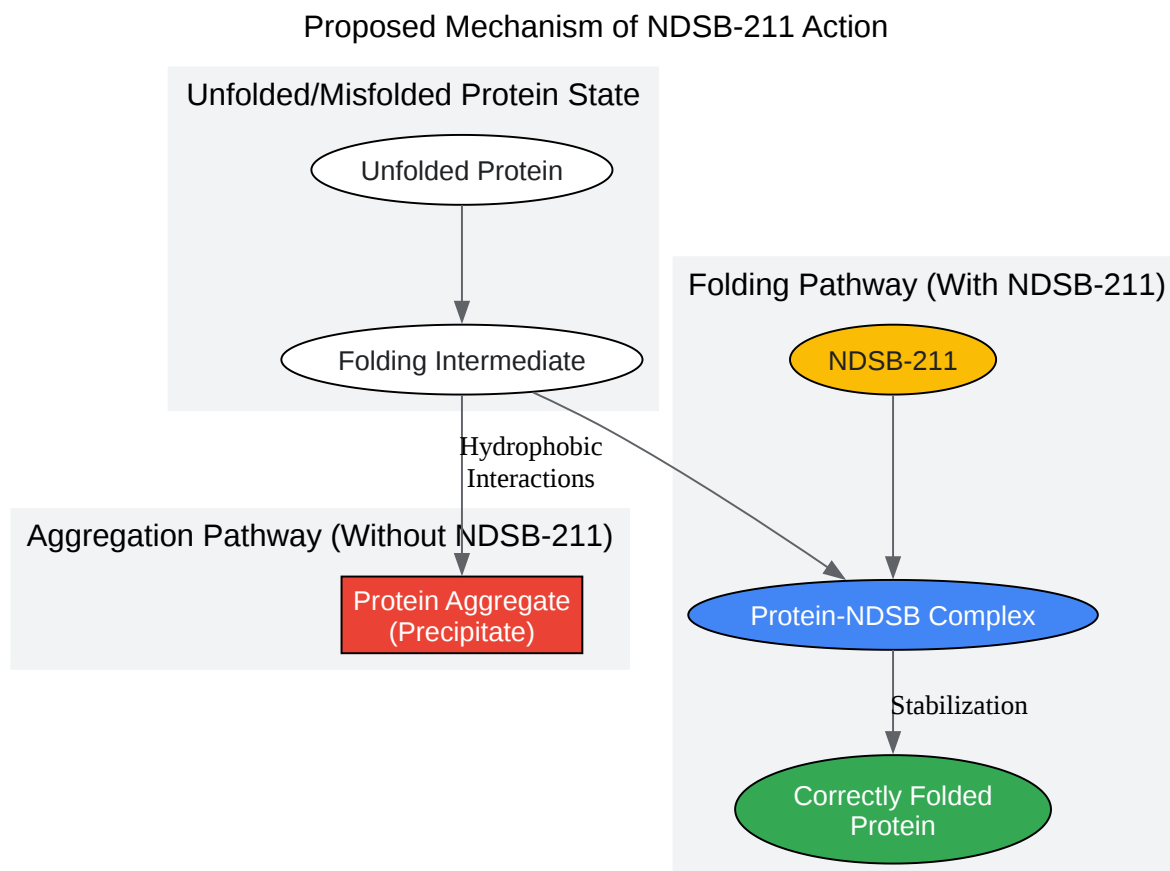 Proposed Mechanism of NDSB-211 Action
Unfolded/Misfolded Protein State
Unfolded Protein
Folding Intermediate
Hydrophobic
Interactions
Aggregation Pathway (Without NDSB-211)
Protein Aggregate
(Precipitate)
Folding Pathway (With NDSB-211)
NDSB-211
Protein-NDSB Complex
Stabilization
Correctly Folded
Protein